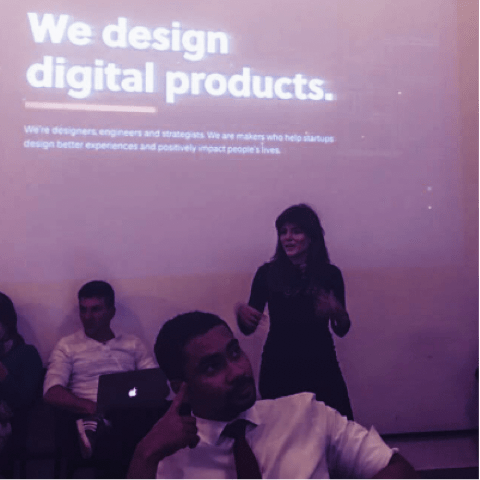 We design
digital products.
We're designers, engineers and strategists. We are makers who help startups
design better experiences and positively impact people's lives.